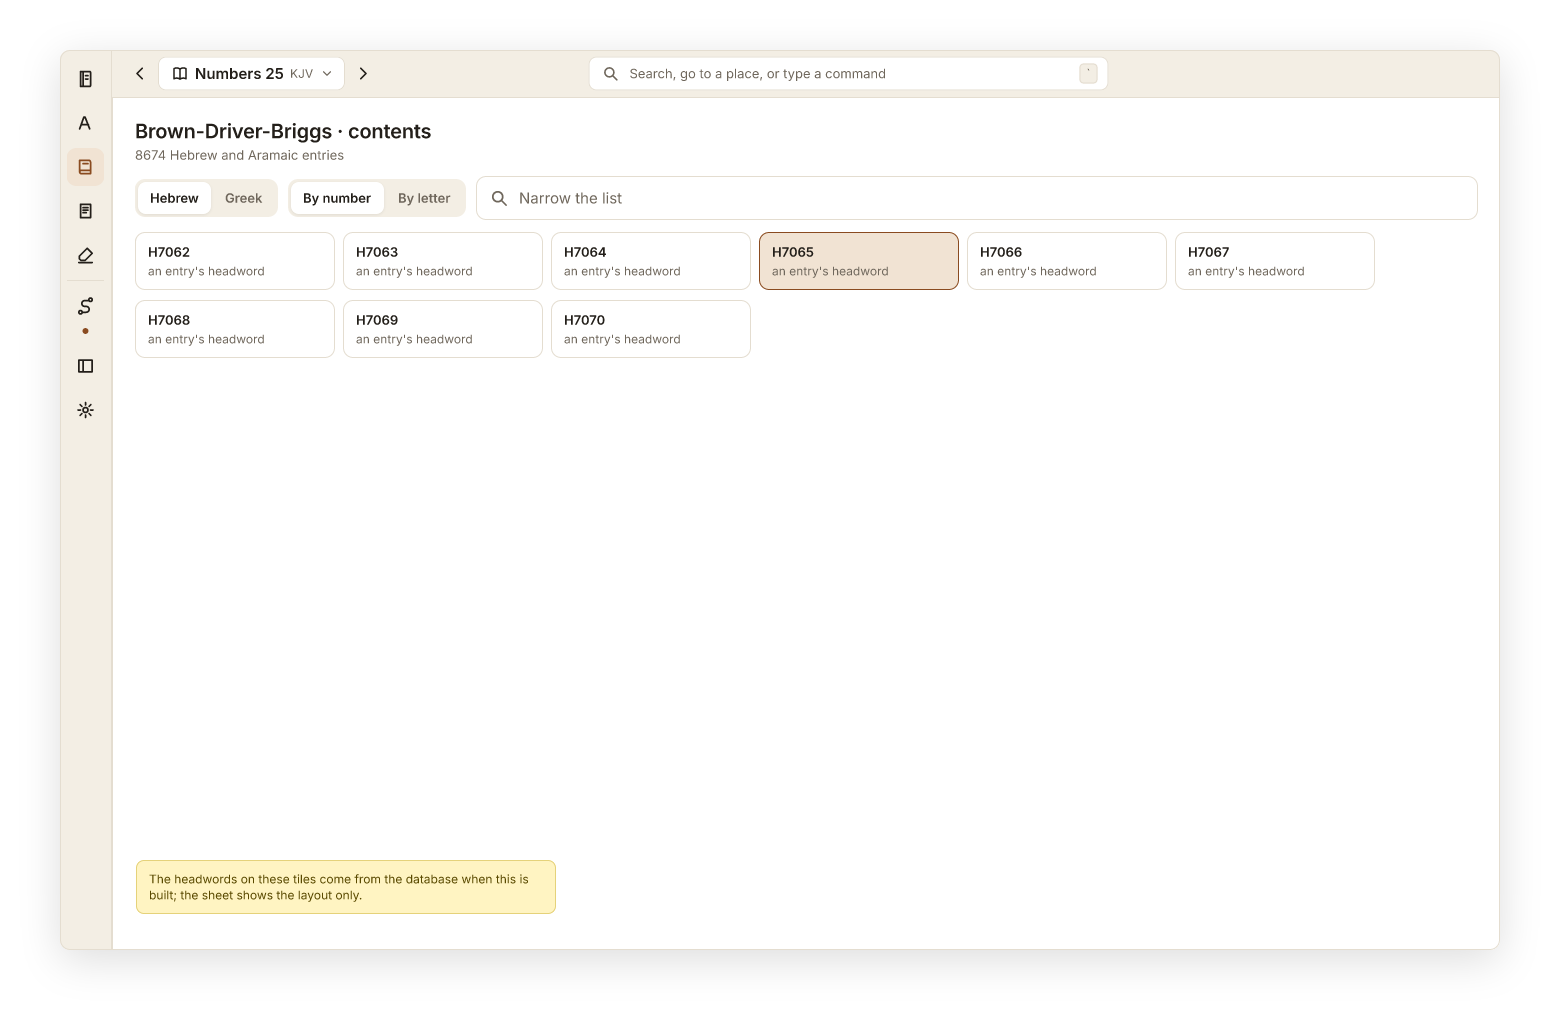 Numbers 25 KJV
Search, go to a place, or type a command
Brown-Driver-Briggs · contents
8674 Hebrew and Aramaic entries
Hebrew Greek By number By letter Narrow the list
H7062 H7063 H7064 H7065 H7066 H7067
an entry's headword an entry's headword an entry's headword an entry's headword an entry's headword an entry's headword
H7068 H7069 H7070
an entry's headword an entry's headword an entry's headword
The headwords on these tiles come from the database when this is
built; the sheet shows the layout only.